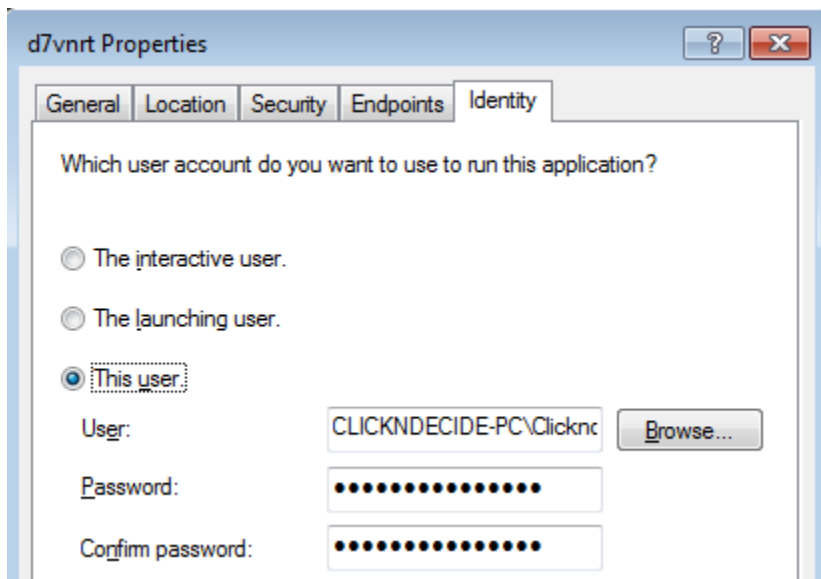 d7vnrt Properties
General Location Security Endpoints Identity
Which user account do you want to use to run this application?
The interactive user.
The launching user.
This user.
User: CLICKNDECIDE-PC\Clicknc Browse...
Password: •••••••••••••••
Confirm password: •••••••••••••••